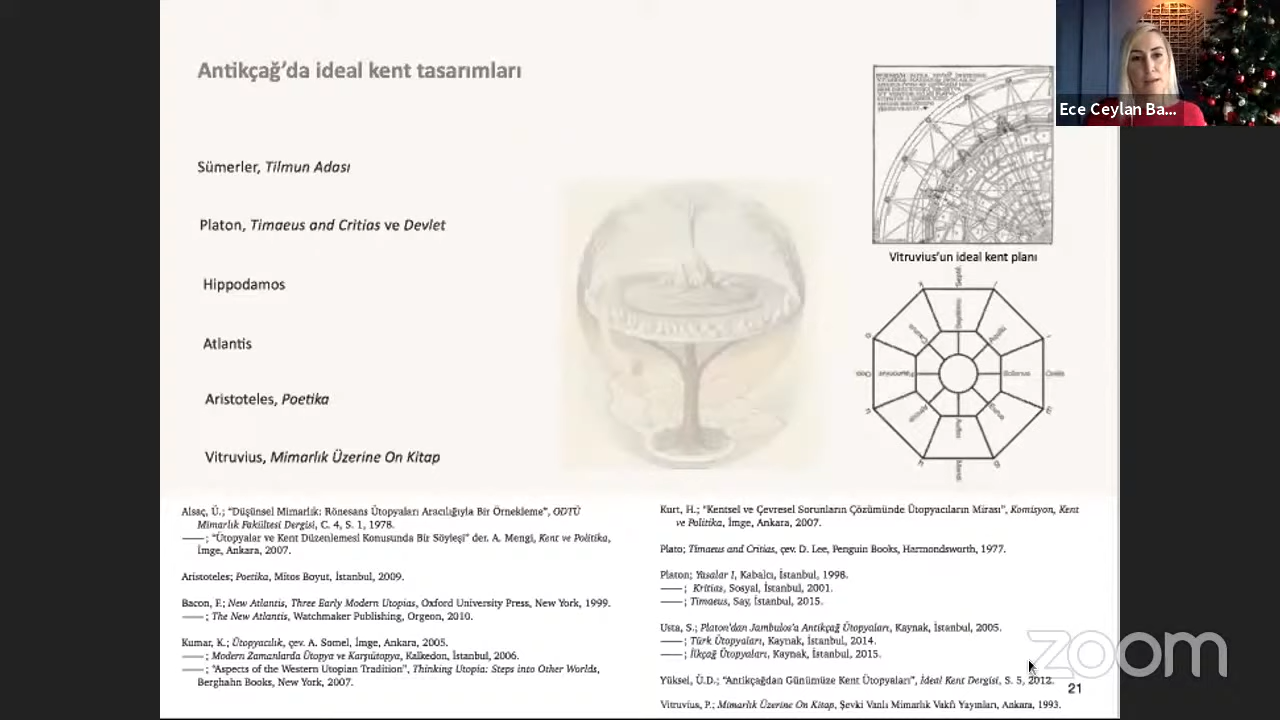 Antikçağ’da ideal kent tasarımları
Sümerler, Tilmun Adası
Platon, Timaeus and Critias ve Devlet
Hippodamos
Atlantis
Aristoteles, Poetika
Vitruvius, Mimarlık Üzerine On Kitap
Vitruvius’un ideal kent planı
Ece Ceylan Ba...
Alsaç, Ü.; “Düşünsel Mimarlık: Rönesans Ütopyaları Aracılığıyla Bir Örnekleme”, ODTÜ
Mimarlık Fakültesi Dergisi, C. 4, S. 1, 1978.
——; “Ütopyalar ve Kent Düzenlemesi Konusunda Bir Söyleşi” der. A. Mengi, Kent ve Politika,
İmge, Ankara, 2007.
Aristoteles; Poetika, Mitos Boyut, İstanbul, 2009.
Bacon, F.; New Atlantis, Three Early Modern Utopias, Oxford University Press, New York, 1999.
——; The New Atlantis, Watchmaker Publishing, Orgeon, 2010.
Kumar, K.; Ütopyacılık, çev. A. Somel, İmge, Ankara, 2005.
——; Modern Zamanlarda Ütopya ve Karşıütopya, Kalkedon, İstanbul, 2006.
——; “Aspects of the Western Utopian Tradition”, Thinking Utopia: Steps into Other Worlds,
Berghahn Books, New York, 2007.
Kurt, H.; “Kentsel ve Çevresel Sorunların Çözümünde Ütopyacıların Mirası”, Komisyon, Kent
ve Politika, İmge, Ankara, 2007.
Plato; Timaeus and Critias, çev. D. Lee, Penguin Books, Harmondsworth, 1977.
Platon; Yasalar I, Kabalcı, İstanbul, 1998.
——; Kritias, Sosyal, İstanbul, 2001.
——; Timaeus, Say, İstanbul, 2015.
Usta, S.; Platon’dan Jambulos’a Antikçağ Ütopyaları, Kaynak, İstanbul, 2005.
——; Türk Ütopyaları, Kaynak, İstanbul, 2014.
——; İlkçağ Ütopyaları, Kaynak, İstanbul, 2015.
Yüksel, Ü.D.; “Antikçağdan Günümüze Kent Ütopyaları”, İdeal Kent Dergisi, S. 5, 2012.
Vitruvius, P.; Mimarlık Üzerine On Kitap, Şevki Vanlı Mimarlık Vakfı Yayınları, Ankara, 1993.
zoom
21